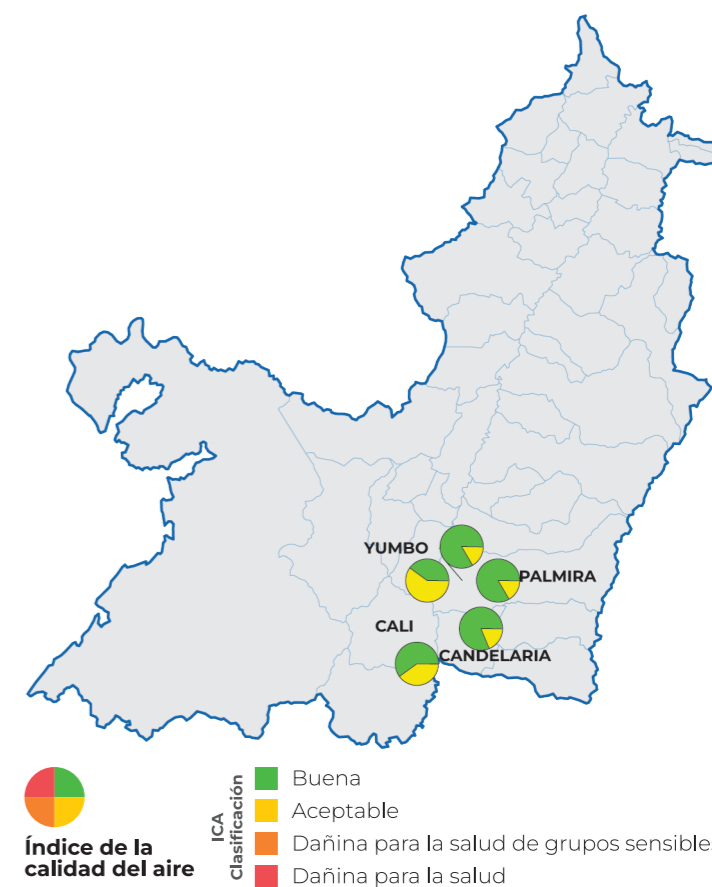 YUMBO
PALMIRA
CALI
CANDELARIA
Índice de la
calidad del aire
ICA
Clasificación
Buena
Aceptable
Dañina para la salud de grupos sensible
Dañina para la salud